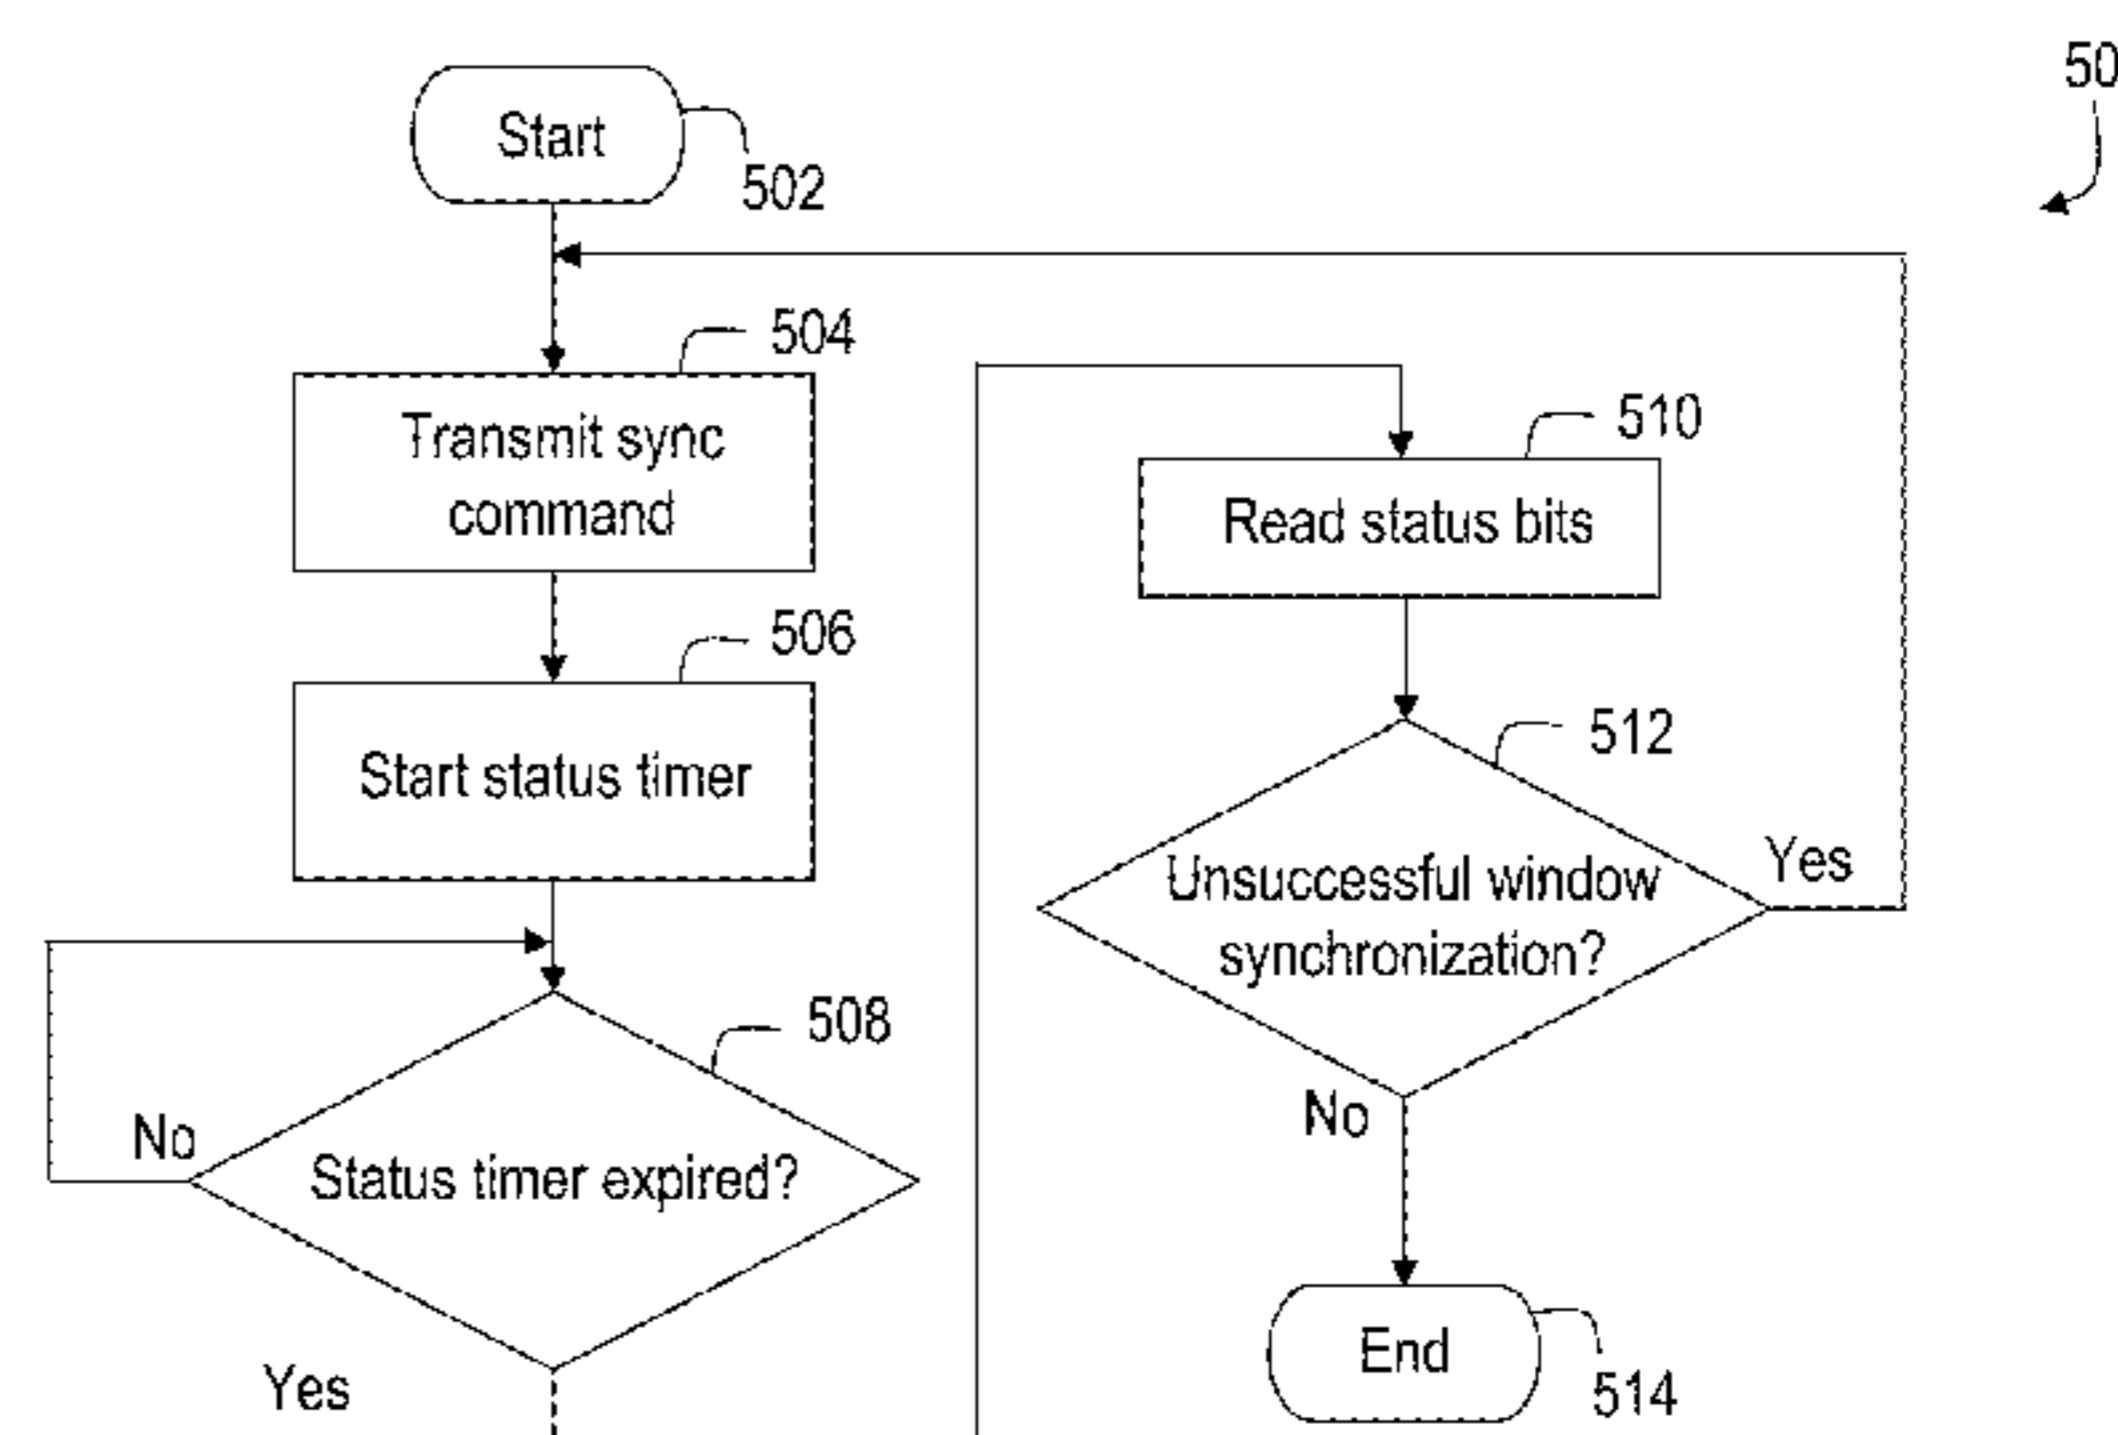 50
Start
502
504
Transmit sync
command
506
Start status timer
508
No
Status timer expired?
Yes
510
Read status bits
512
Unsuccessful window
synchronization?
Yes
No
End
514